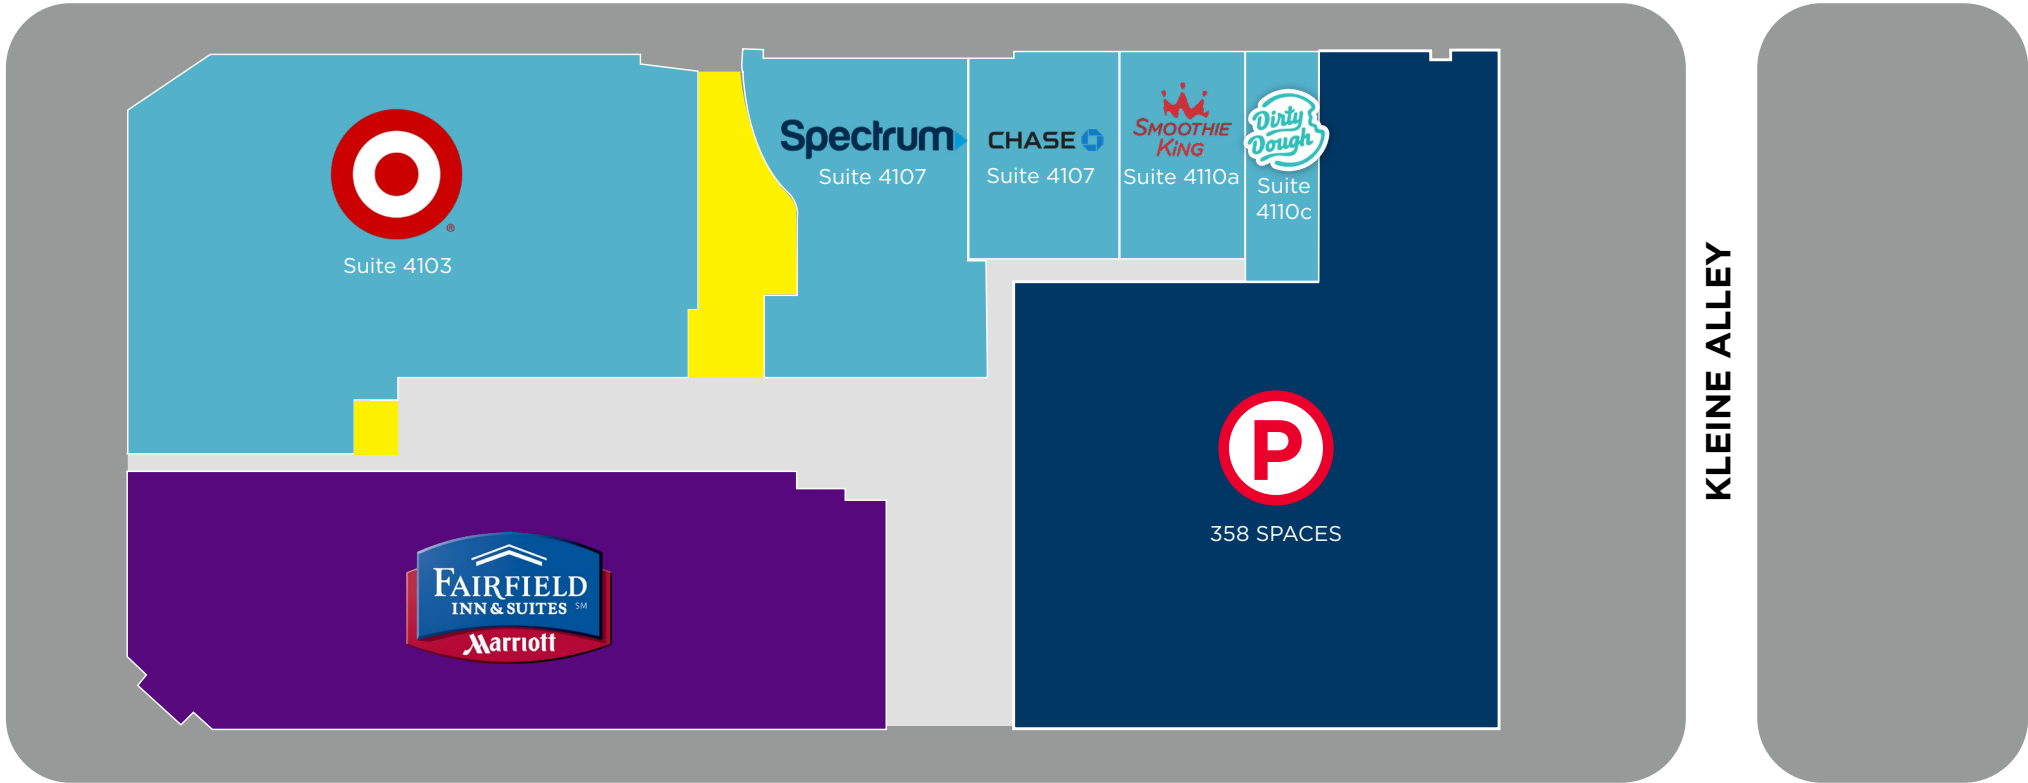 ®
Suite 4103
Spectrum
Suite 4107
CHASE
Suite 4107
SMOOTHIE
KING
Suite 4110a
Dirty
Dough
Suite
4110c
KLEINE ALLEY
P
358 SPACES
FAIRFIELD
INN & SUITES SM
Marriott